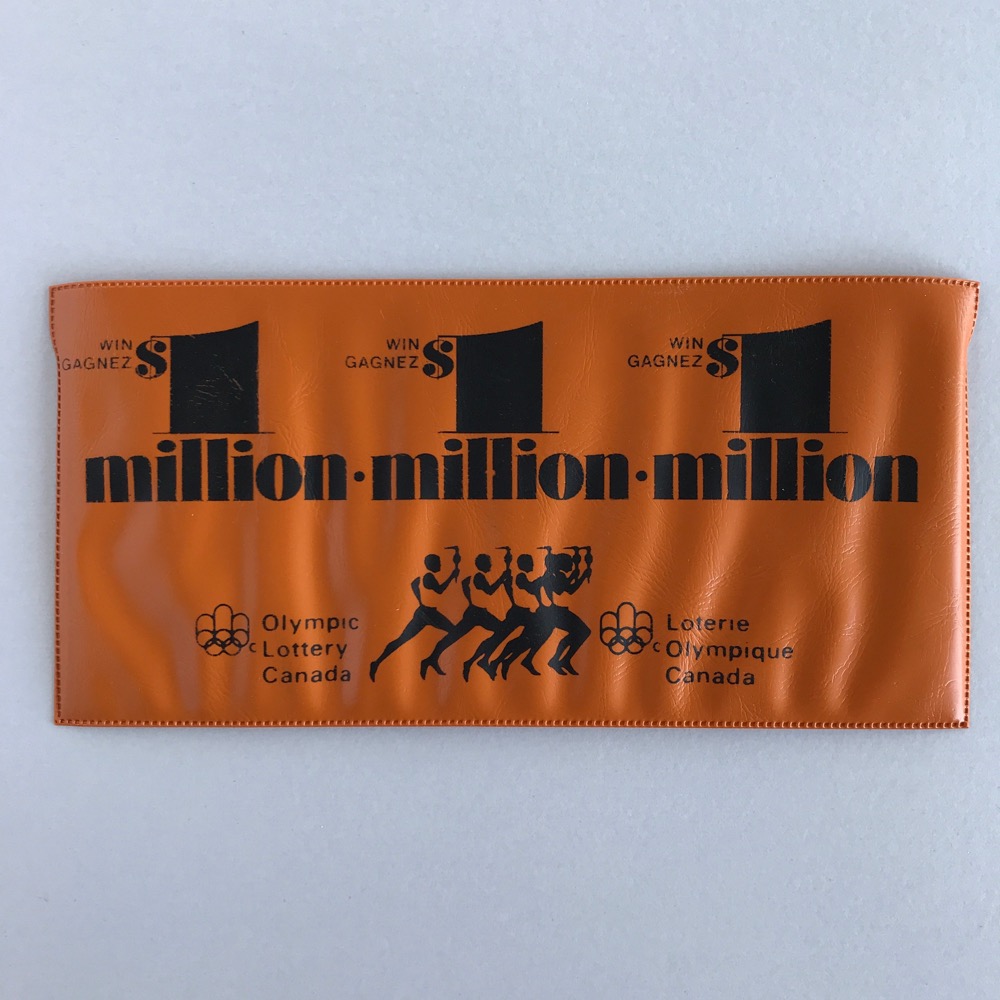 WIN GAGNEZ $1 WIN GAGNEZ $1 WIN GAGNEZ $1
million·million·million
Olympic
Lottery
Canada
Loterie
Olympique
Canada
c
c